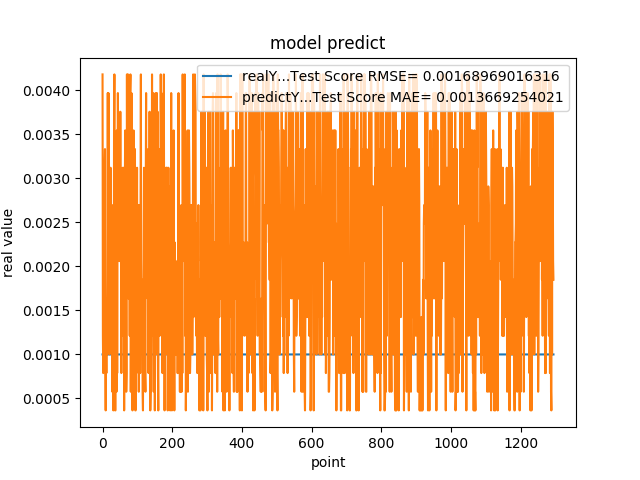 model predict
realY...Test Score RMSE= 0.00168969016316
predictY...Test Score MAE= 0.0013669254021
0.0040
0.0035
0.0030
0.0025
0.0020
0.0015
0.0010
0.0005
real value
0 200 400 600 800 1000 1200
point